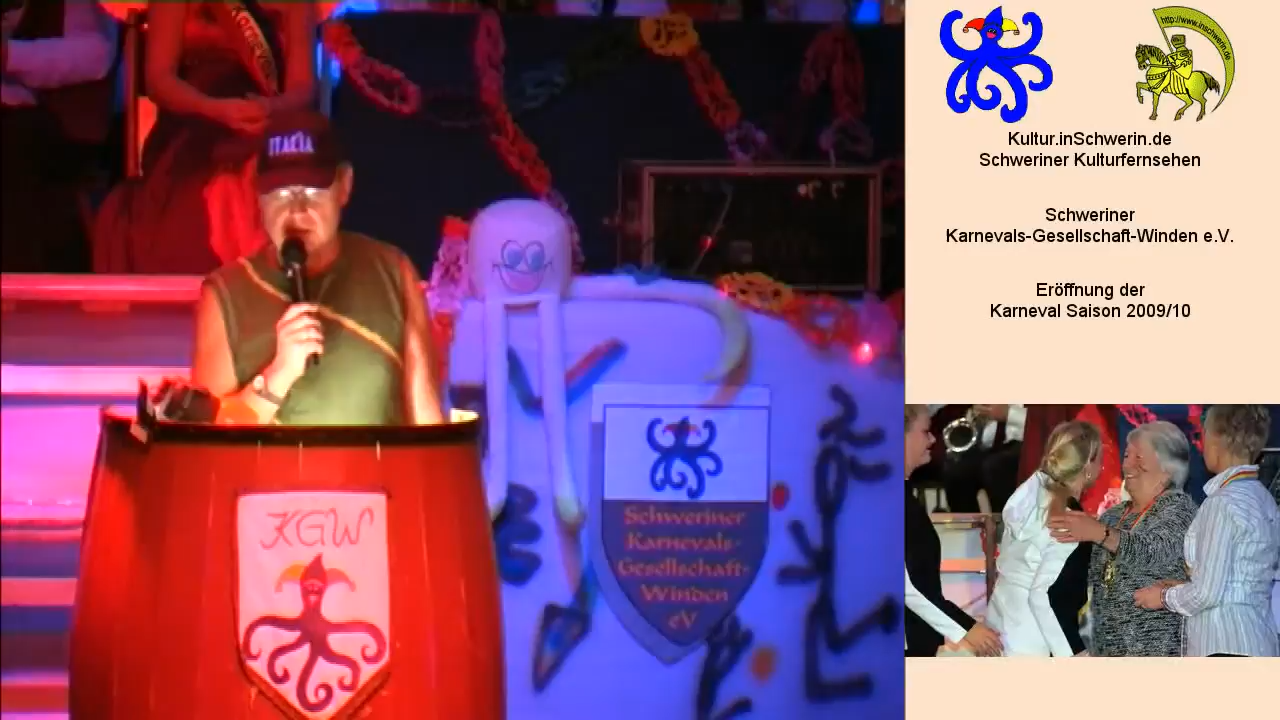 ITALIA
KGW
Schweriner
Karnevals-
Gesellschaft-
Winden
eV
http://www.inschwerin.de
Kultur.inSchwerin.de
Schweriner Kulturfernsehen
Schweriner
Karnevals-Gesellschaft-Winden e.V.
Eröffnung der
Karneval Saison 2009/10